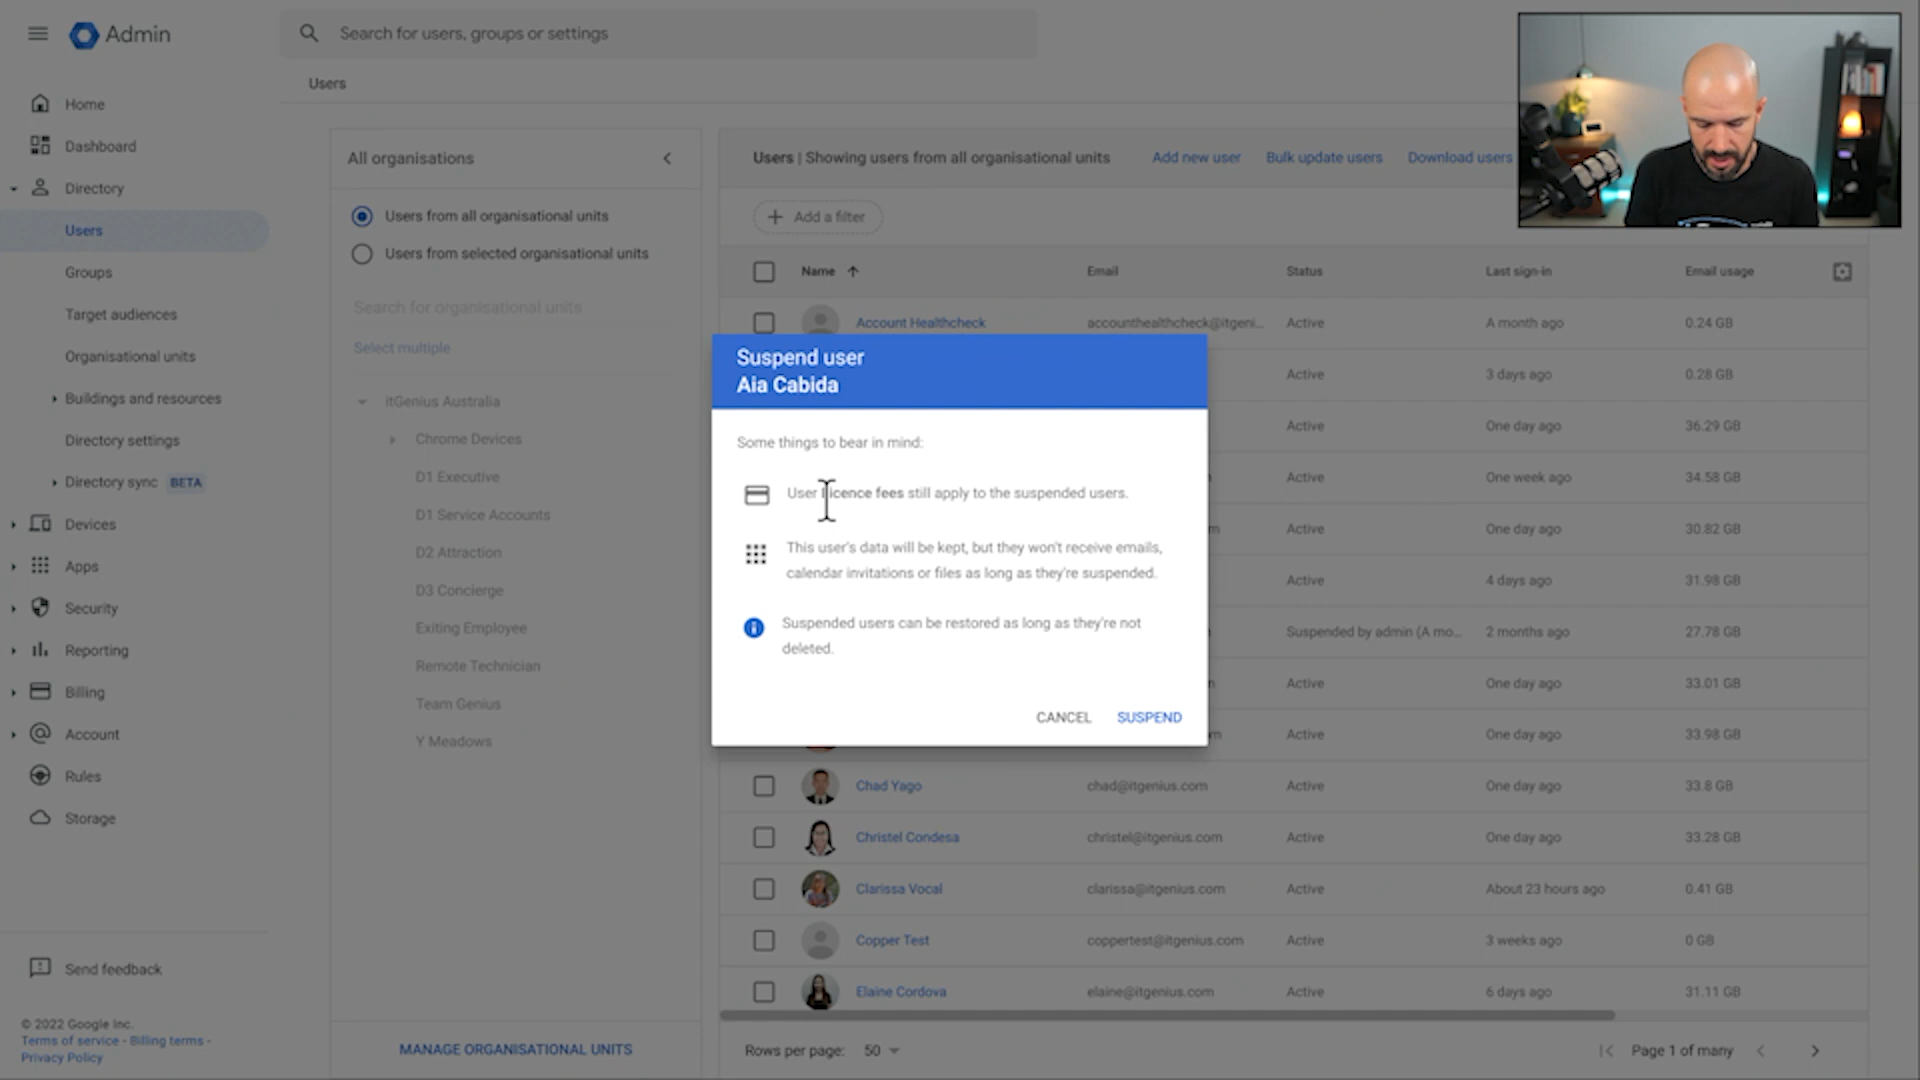 Admin
Search for users, groups or settings
Users
Home
Dashboard
Directory
Users
Groups
Target audiences
Organisational units
Buildings and resources
Directory settings
Directory sync BETA
Devices
Apps
Security
Reporting
Billing
Account
Rules
Storage
Send feedback
© 2022 Google Inc.
Terms of service - Billing terms -
Privacy Policy
All organisations
Users from all organisational units
Users from selected organisational units
Search for organisational units
Select multiple
itGenius Australia
Chrome Devices
D1 Executive
D1 Service Accounts
D2 Attraction
D3 Concierge
Exiting Employee
Remote Technician
Team Genius
Y Meadows
MANAGE ORGANISATIONAL UNITS
Users | Showing users from all organisational units Add new user Bulk update users Download users
Add a filter
Name Email Status Last sign-in Email usage
Account Healthcheck accounthealthcheck@itgeni... Active A month ago 0.24 GB
Active 3 days ago 0.28 GB
Active One day ago 36.29 GB
Active One week ago 34.58 GB
m Active One day ago 30.82 GB
Active 4 days ago 31.98 GB
Suspended by admin (A mo... 2 months ago 27.78 GB
Active One day ago 33.01 GB
m Active One day ago 33.98 GB
Suspend user
Aia Cabida
Some things to bear in mind:
User licence fees still apply to the suspended users.
This user's data will be kept, but they won't receive emails,
calendar invitations or files as long as they're suspended.
Suspended users can be restored as long as they're not
deleted.
CANCEL SUSPEND
Chad Yago chad@itgenius.com Active One day ago 33.8 GB
Christel Condesa christel@itgenius.com Active One day ago 33.28 GB
Clarissa Vocal clarissa@itgenius.com Active About 23 hours ago 0.41 GB
Copper Test coppertest@itgenius.com Active 3 weeks ago 0 GB
Elaine Cordova elaine@itgenius.com Active 6 days ago 31.11 GB
Rows per page: 50 Page 1 of many